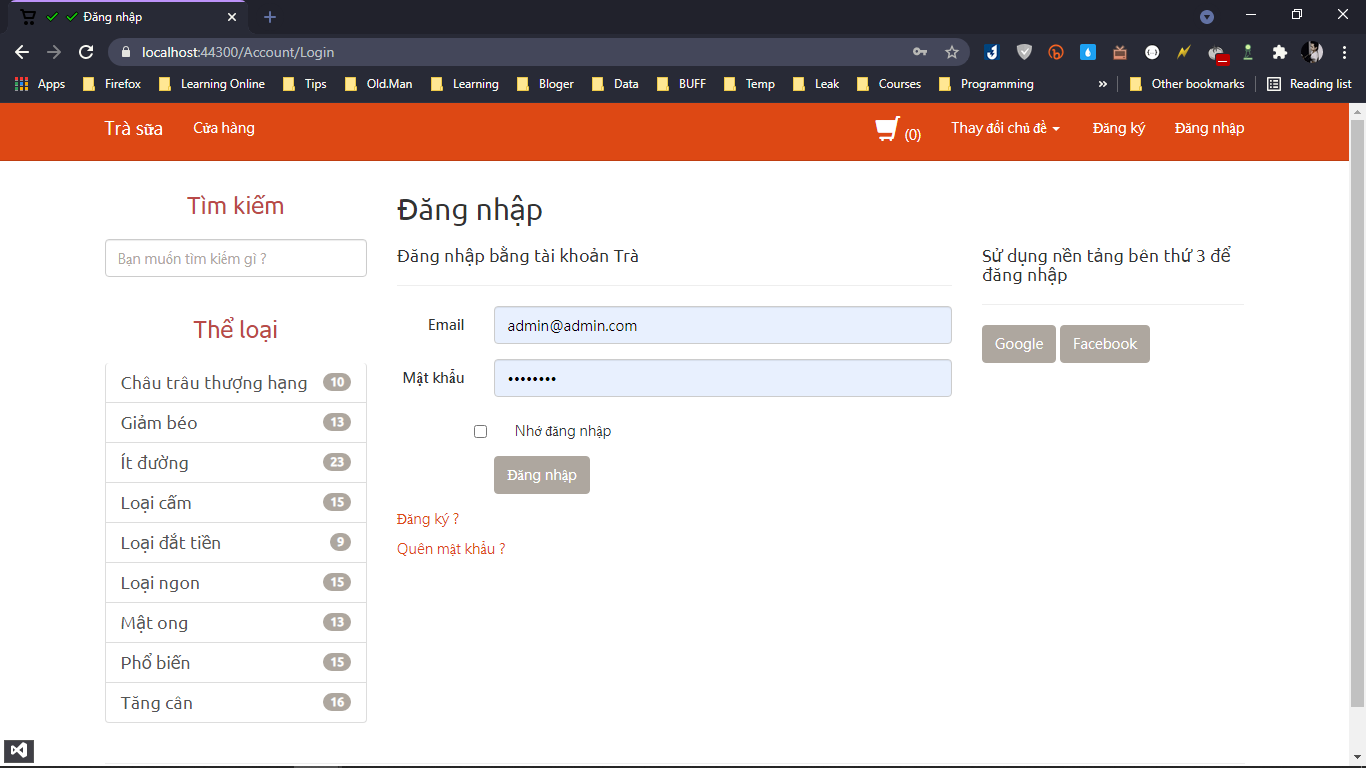 Đăng nhập
localhost:44300/Account/Login
Apps Firefox Learning Online Tips Old.Man Learning Bloger Data BUFF Temp Leak Courses Programming » Other bookmarks Reading list
Trà sữa Cửa hàng (0) Thay đổi chủ đề Đăng ký Đăng nhập
Tìm kiếm
Bạn muốn tìm kiếm gì ?
Thể loại
Châu trâu thượng hạng 10
Giảm béo 13
Ít đường 23
Loại cấm 15
Loại đắt tiền 9
Loại ngon 15
Mật ong 13
Phổ biến 15
Tăng cân 16
Đăng nhập
Đăng nhập bằng tài khoản Trà
Email admin@admin.com
Mật khẩu ••••••••
Nhớ đăng nhập
Đăng nhập
Đăng ký ?
Quên mật khẩu ?
Sử dụng nền tảng bên thứ 3 để
đăng nhập
Google Facebook